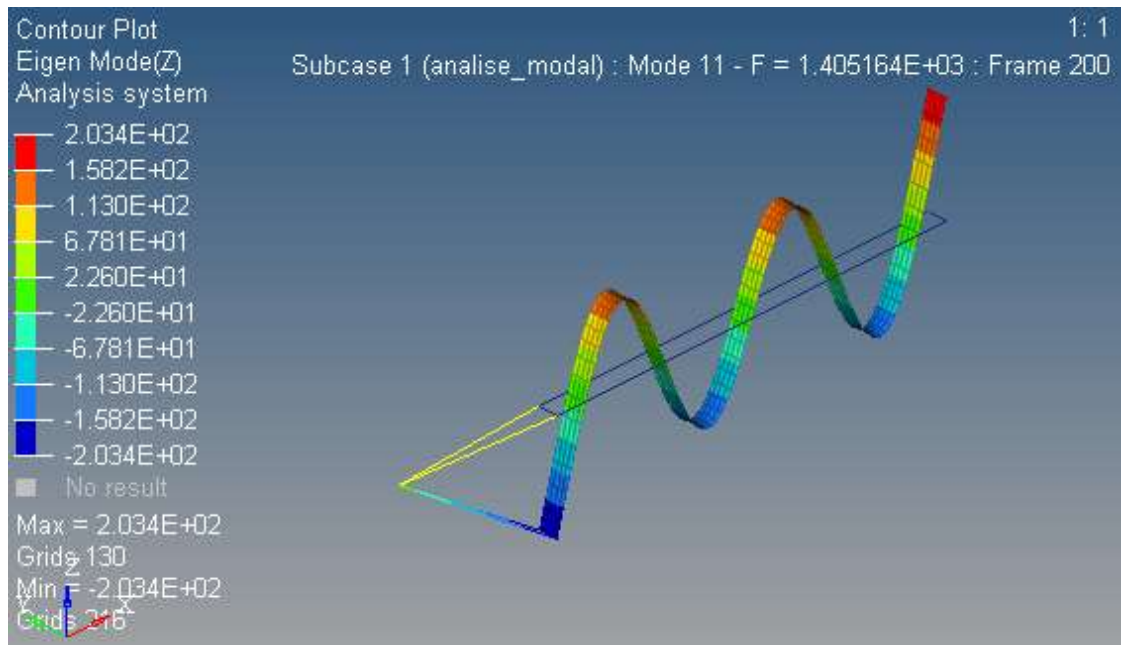 Contour Plot
Eigen Mode(Z)
Analysis system
1: 1
Subcase 1 (analise_modal) : Mode 11 - F = 1.405164E+03 : Frame 200
2.034E+02
1.582E+02
1.130E+02
6.781E+01
2.260E+01
-2.260E+01
-6.781E+01
-1.130E+02
-1.582E+02
-2.034E+02
No result
Max = 2.034E+02
Grids 130
Min = -2.034E+02
Grids 216
Z
Y
X